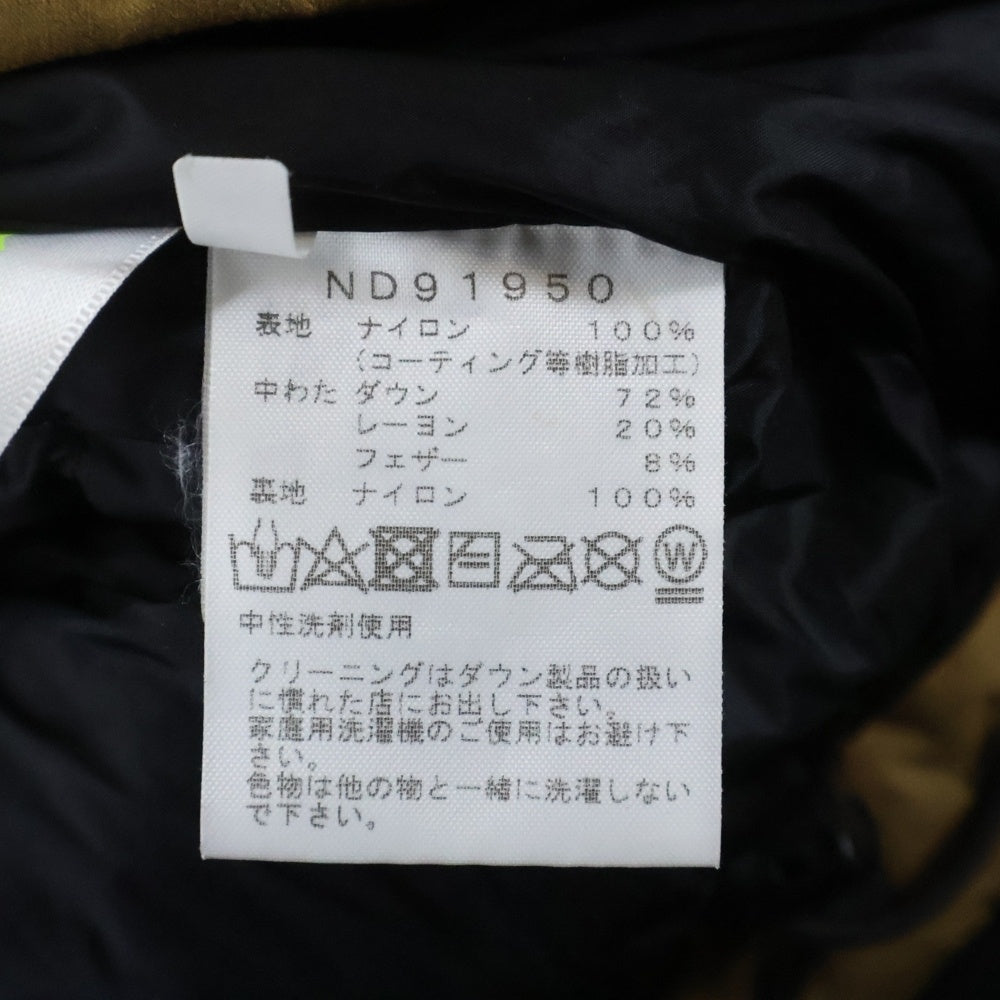 ND91950
表地 ナイロン 100%
(コーティング等樹脂加工)
中わた ダウン 72%
レーヨン 20%
フェザー 8%
裏地 ナイロン 100%
W
中性洗剤使用
クリーニングはダウン製品の扱い
に慣れた店にお出し下さい。
家庭用洗濯機のご使用はお避け下
さい。
色物は他の物と一緒に洗濯しない
で下さい。